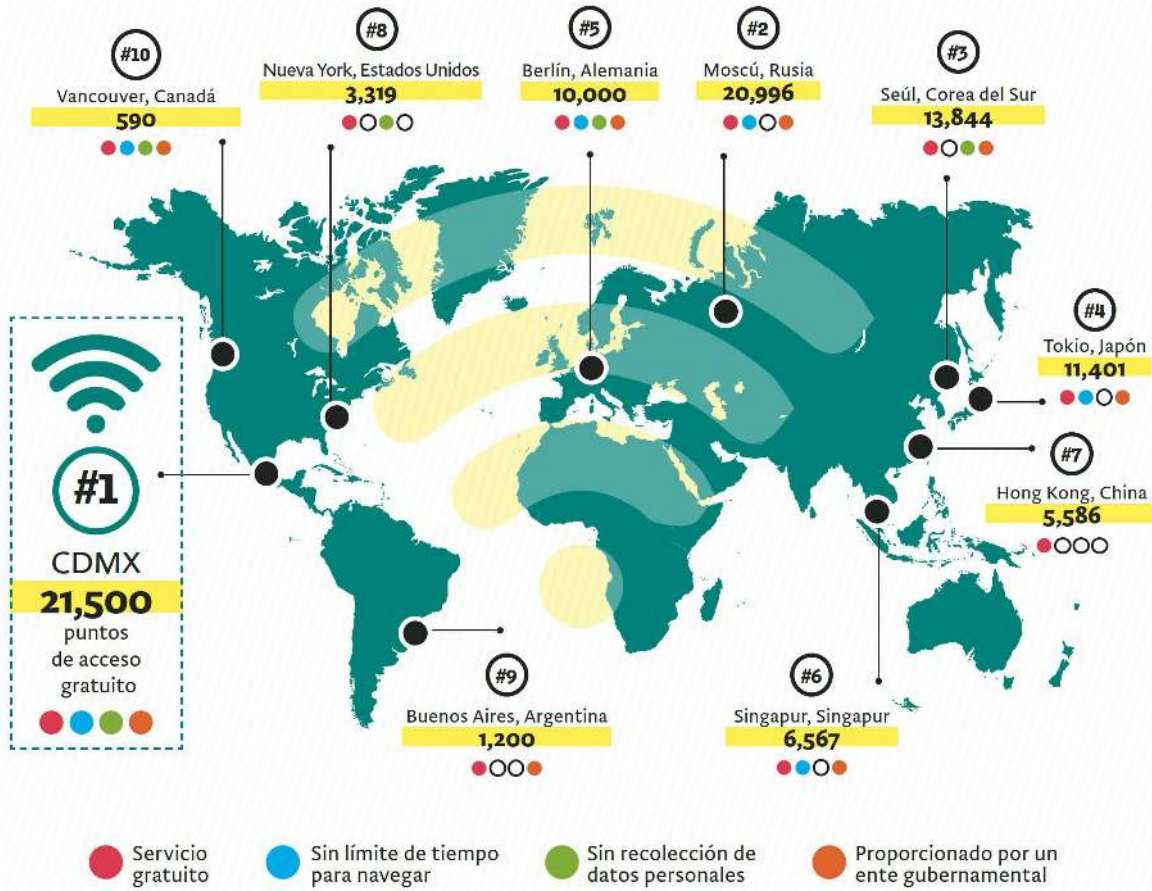 #10
Vancouver, Canadá
590
#8
Nueva York, Estados Unidos
3,319
#5
Berlín, Alemania
10,000
#2
Moscú, Rusia
20,996
#3
Seúl, Corea del Sur
13,844
#4
Tokio, Japón
11,401
#7
Hong Kong, China
5,586
#1
CDMX
21,500
puntos
de acceso
gratuito
#9
Buenos Aires, Argentina
1,200
#6
Singapur, Singapur
6,567
Servicio
gratuito
Sin límite de tiempo
para navegar
Sin recolección de
datos personales
Proporcionado por un
ente gubernamental